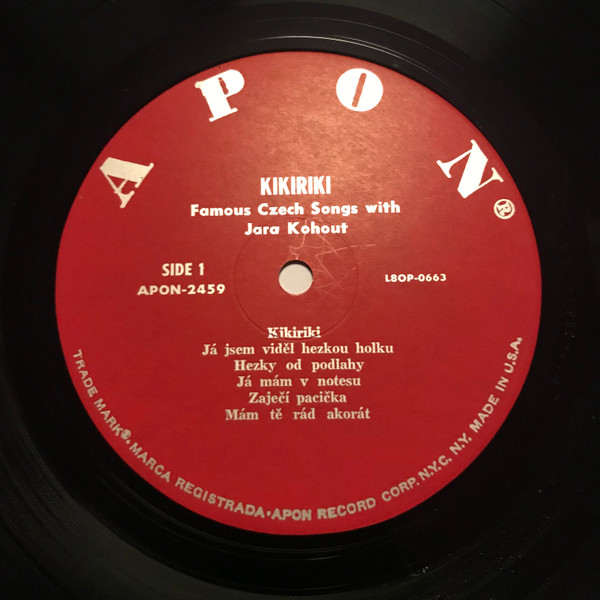 APON®
KIKIRIKI
Famous Czech Songs with
Jara Kohout
SIDE 1
APON-2459
L8OP-0663
Kikiriki
Já jsem viděl hezkou holku
Hezky od podlahy
Já mám v notesu
Zaječí pacička
Mám tě rád akorát
TRADE MARK®•MARCA REGISTRADA•APON RECORD CORP. N.Y.C. N.Y. MADE IN U.S.A.